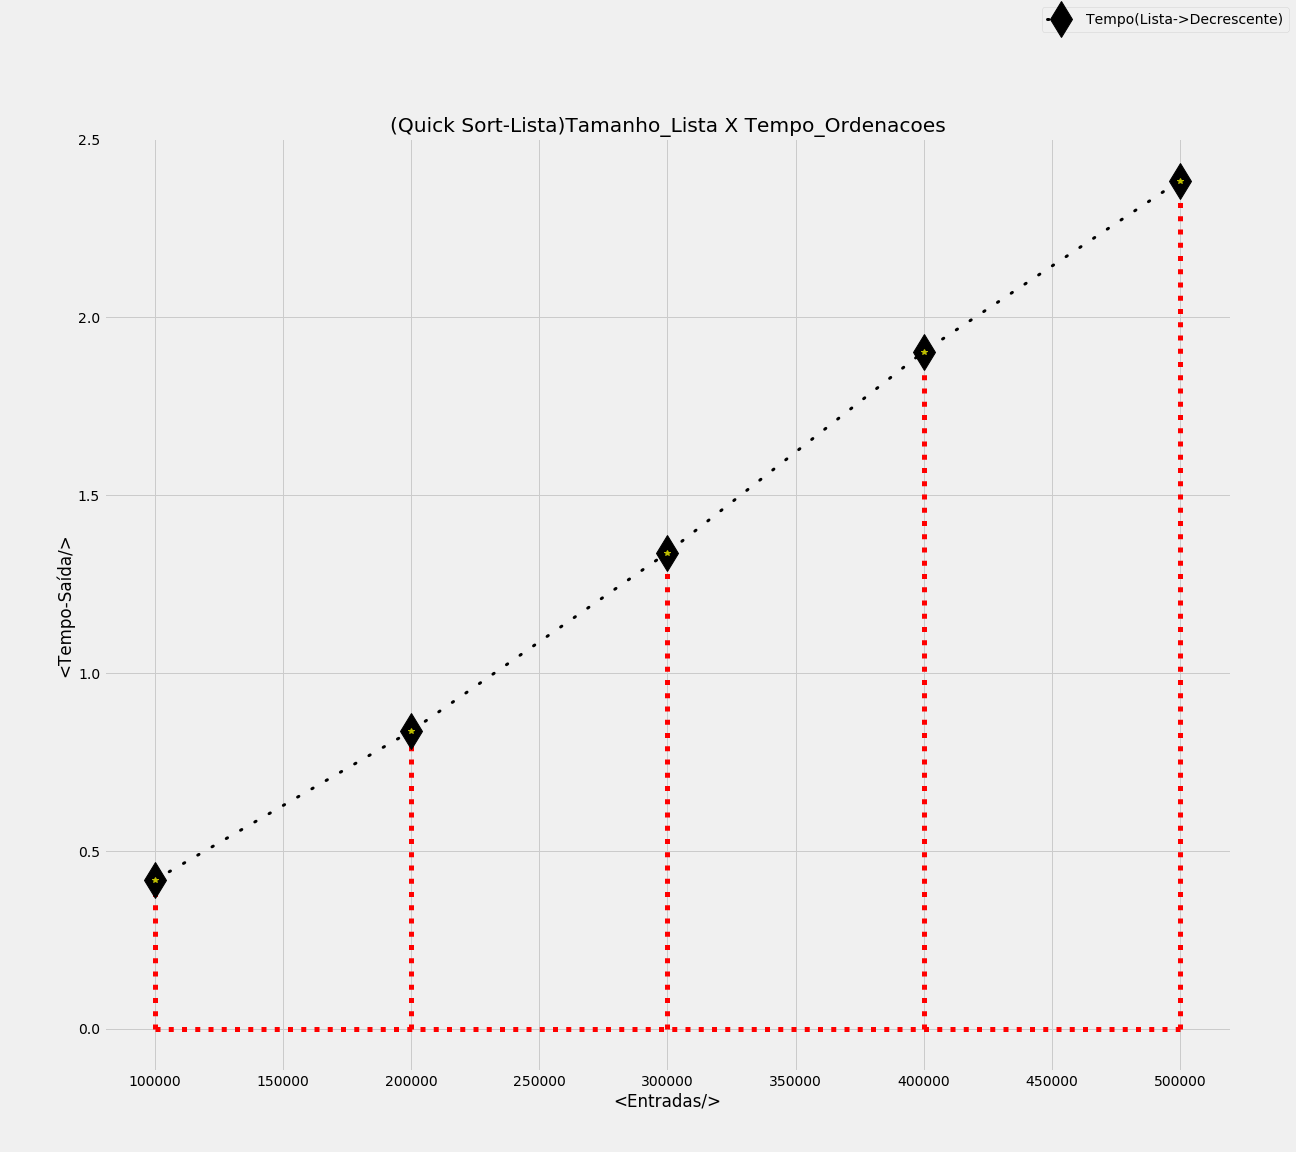 Tempo(Lista->Decrescente)
(Quick Sort-Lista)Tamanho_Lista X Tempo_Ordenacoes
2.5
2.0
1.5
1.0
0.5
0.0
<Tempo-Saída/>
100000 150000 200000 250000 300000 350000 400000 450000 500000
<Entradas/>